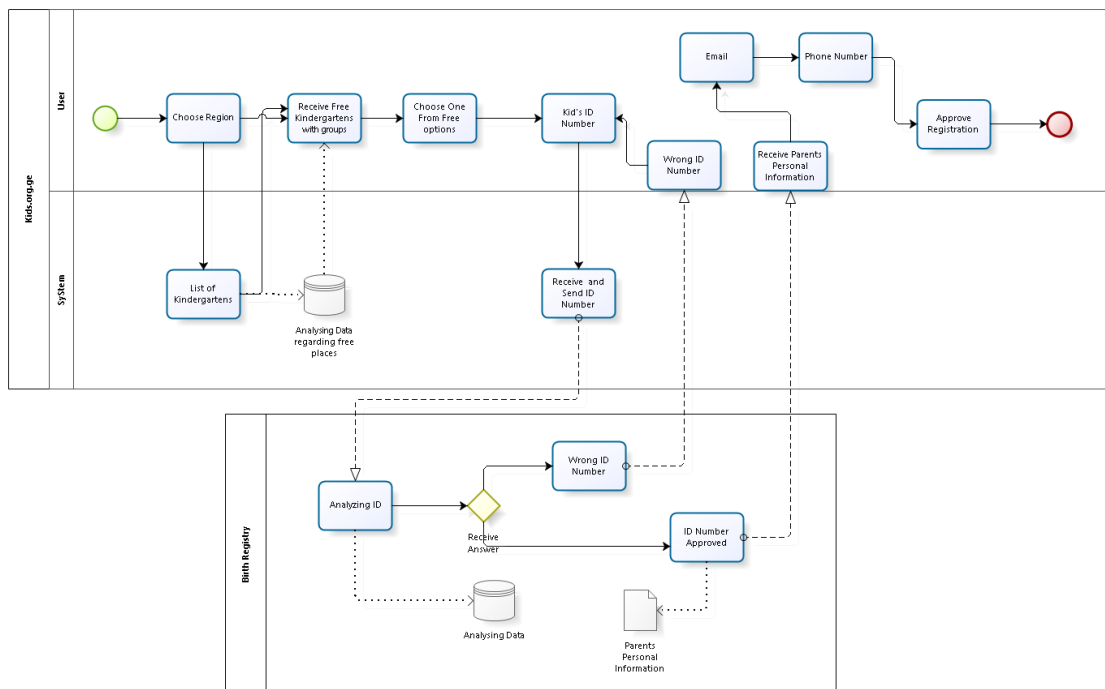 Kids.org.ge
User
Choose Region
Receive Free
Kindergartens
with groups
Choose One
From Free
options
Kid's ID
Number
Wrong ID
Number
Email
Phone Number
Receive Parents
Personal
Information
Approve
Registration
SyStem
List of
Kindergartens
Analysing Data
regarding free
places
Receive and
Send ID
Number
Birth Registry
Analyzing ID
Receive
Answer
Wrong ID
Number
ID Number
Approved
Analysing Data
Parents
Personal
Information